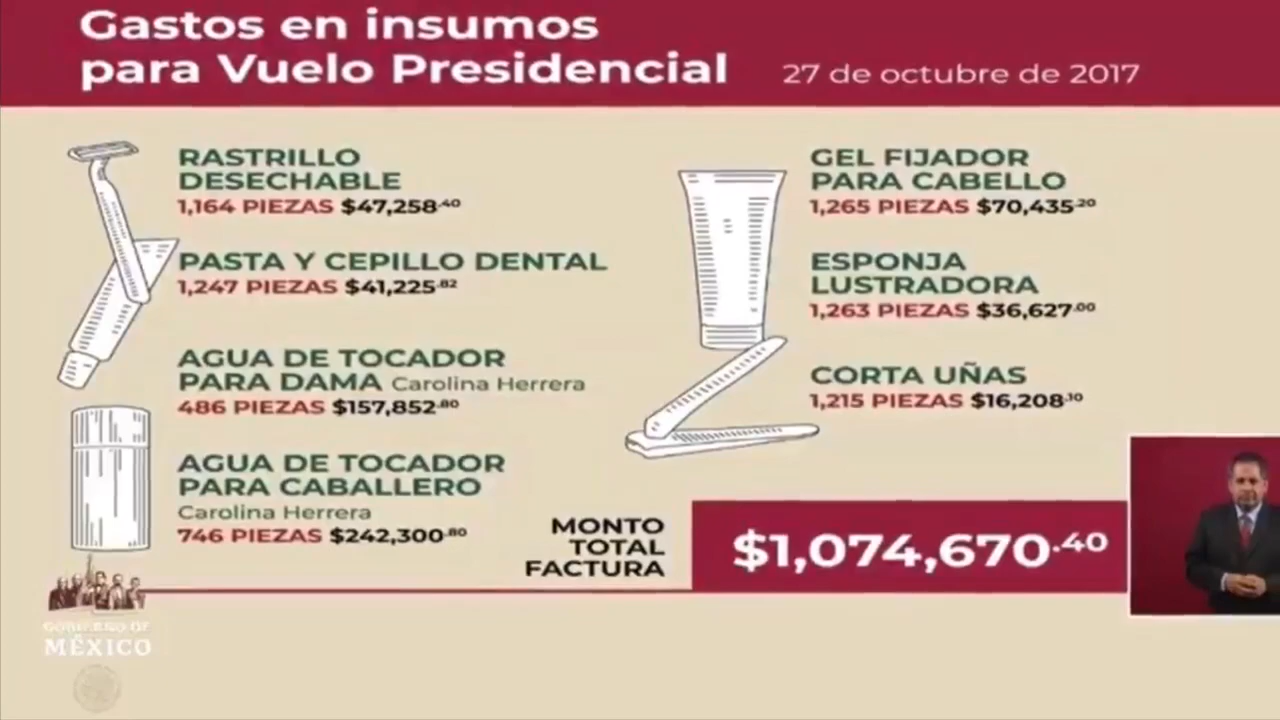 Gastos en insumos
para Vuelo Presidencial
27 de octubre de 2017
RASTRILLO
DESECHABLE
1,164 PIEZAS $47,258.40
PASTA Y CEPILLO DENTAL
1,247 PIEZAS $41,225.82
AGUA DE TOCADOR
PARA DAMA Carolina Herrera
486 PIEZAS $157,852.80
AGUA DE TOCADOR
PARA CABALLERO
Carolina Herrera
746 PIEZAS $242,300.80
GEL FIJADOR
PARA CABELLO
1,265 PIEZAS $70,435.20
ESPONJA
LUSTRADORA
1,263 PIEZAS $36,627.00
CORTA UÑAS
1,215 PIEZAS $16,208.10
MONTO
TOTAL
FACTURA
$1,074,670.40
GOBIERNO DE
MÉXICO